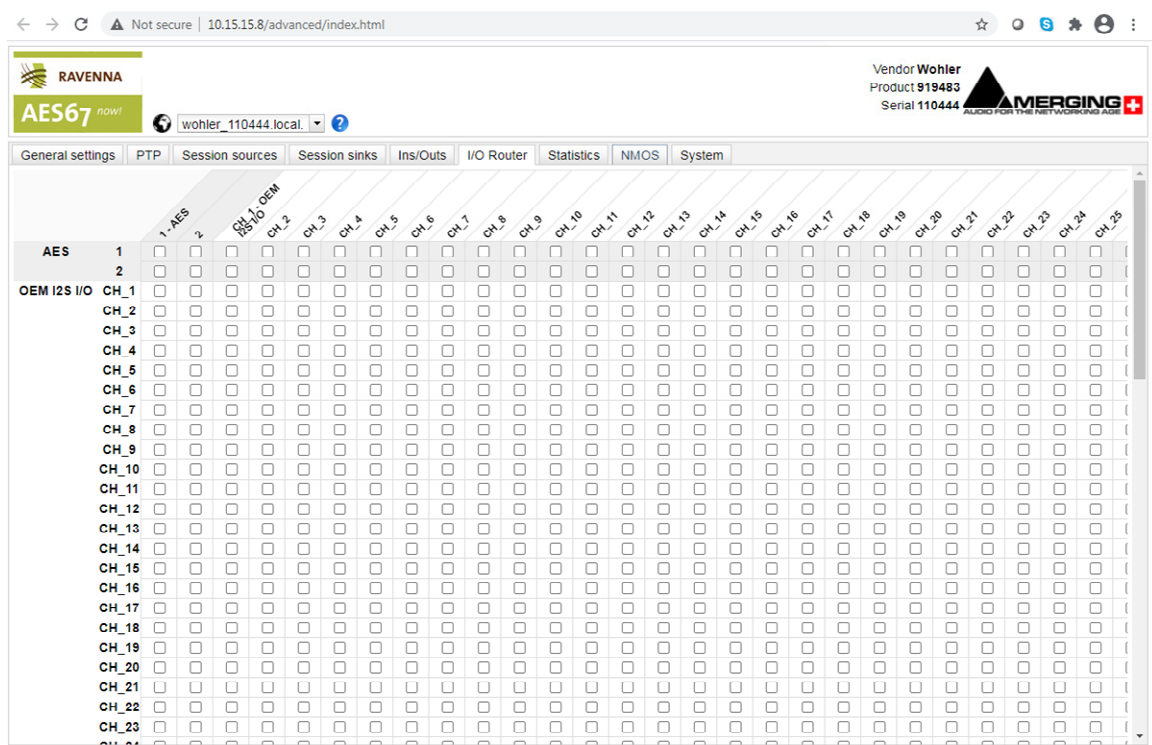 Not secure | 10.15.15.8/advanced/index.html
RAVENNA
AES67 now!
wohler_110444.local.
?
Vendor Wohler
Product 919483
Serial 110444
MERGING
AUDIO FOR THE NETWORKING AGE
General settings PTP Session sources Session sinks Ins/Outs I/O Router Statistics NMOS System
1 - AES 2 CH_1 - OEM I2S I/O CH_2 CH_3 CH_4 CH_5 CH_6 CH_7 CH_8 CH_9 CH_10 CH_11 CH_12 CH_13 CH_14 CH_15 CH_16 CH_17 CH_18 CH_19 CH_20 CH_21 CH_22 CH_23 CH_24 CH_25
AES 1
2
OEM I2S I/O CH_1
CH_2
CH_3
CH_4
CH_5
CH_6
CH_7
CH_8
CH_9
CH_10
CH_11
CH_12
CH_13
CH_14
CH_15
CH_16
CH_17
CH_18
CH_19
CH_20
CH_21
CH_22
CH_23